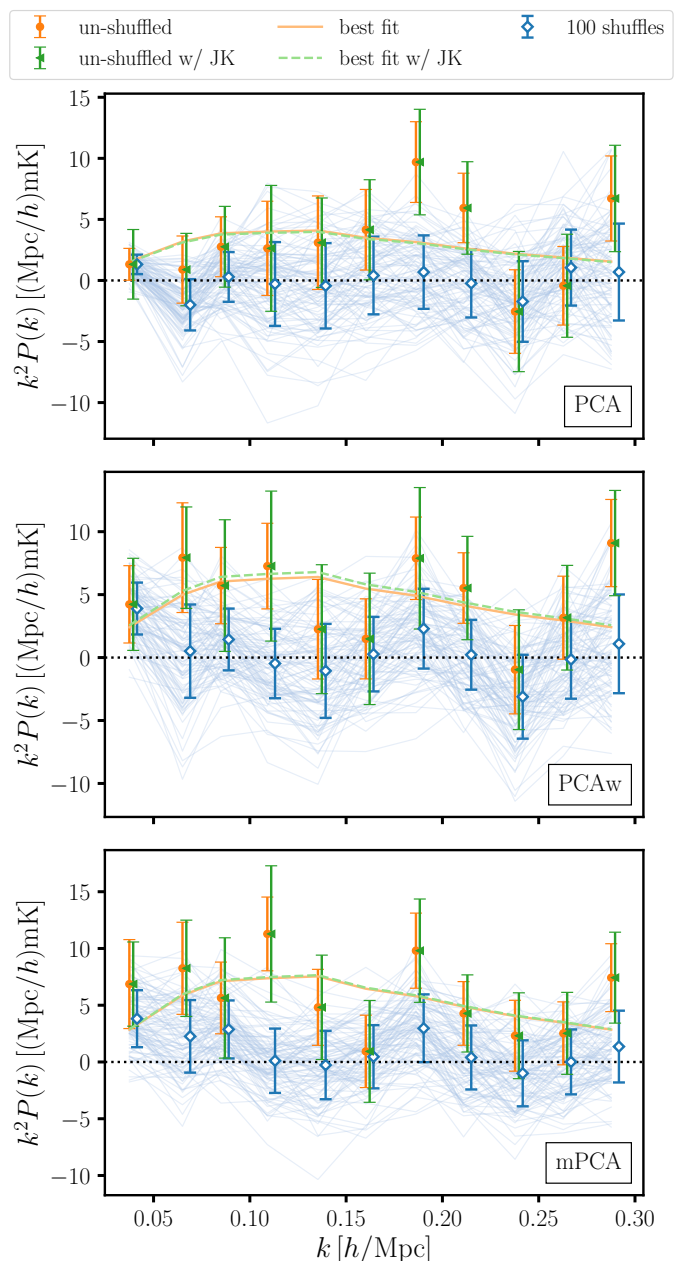 un-shuffled best fit 100 shuffles
un-shuffled w/ JK best fit w/ JK
15
10
5
0
−5
−10
k²P(k) [(Mpc/h)mK]
PCA
10
5
0
−5
−10
k²P(k) [(Mpc/h)mK]
PCAw
15
10
5
0
−5
−10
k²P(k) [(Mpc/h)mK]
mPCA
0.05 0.10 0.15 0.20 0.25 0.30
k [h/Mpc]